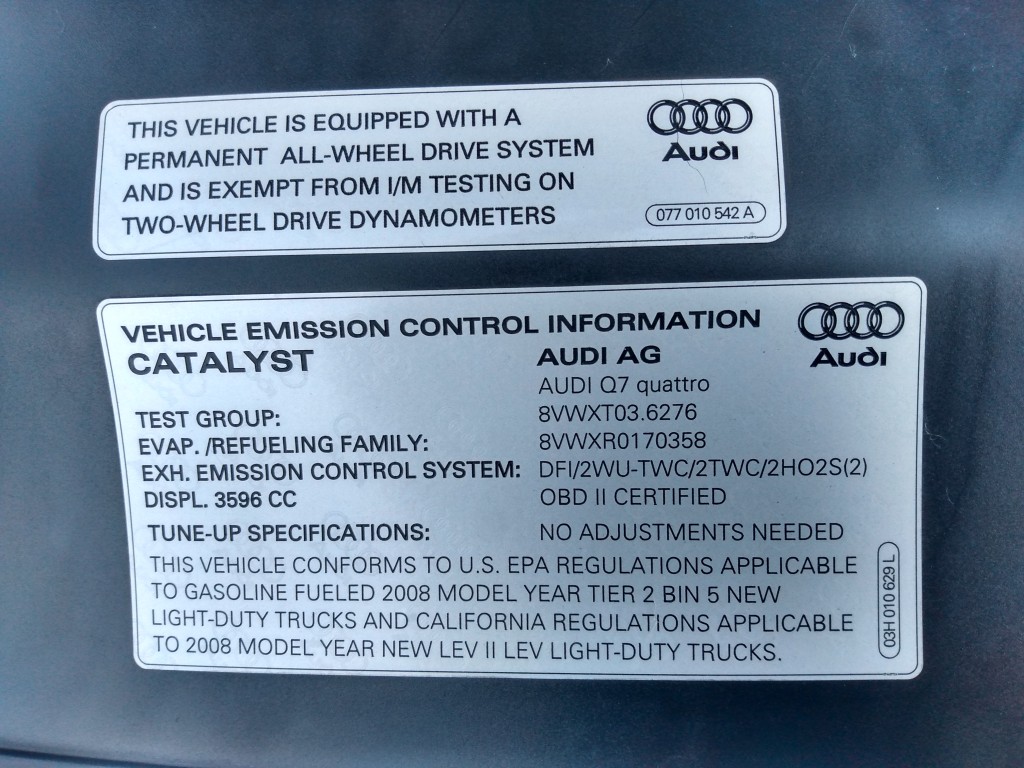 THIS VEHICLE IS EQUIPPED WITH A
PERMANENT ALL-WHEEL DRIVE SYSTEM
AND IS EXEMPT FROM I/M TESTING ON
TWO-WHEEL DRIVE DYNAMOMETERS
Audi
077 010 542 A
VEHICLE EMISSION CONTROL INFORMATION
Audi
CATALYST AUDI AG
AUDI Q7 quattro
TEST GROUP: 8VWXT03.6276
EVAP. /REFUELING FAMILY: 8VWXR0170358
EXH. EMISSION CONTROL SYSTEM: DFI/2WU-TWC/2TWC/2HO2S(2)
DISPL. 3596 CC OBD II CERTIFIED
TUNE-UP SPECIFICATIONS: NO ADJUSTMENTS NEEDED
THIS VEHICLE CONFORMS TO U.S. EPA REGULATIONS APPLICABLE
TO GASOLINE FUELED 2008 MODEL YEAR TIER 2 BIN 5 NEW
LIGHT-DUTY TRUCKS AND CALIFORNIA REGULATIONS APPLICABLE
TO 2008 MODEL YEAR NEW LEV II LEV LIGHT-DUTY TRUCKS.
03H 010 629 L